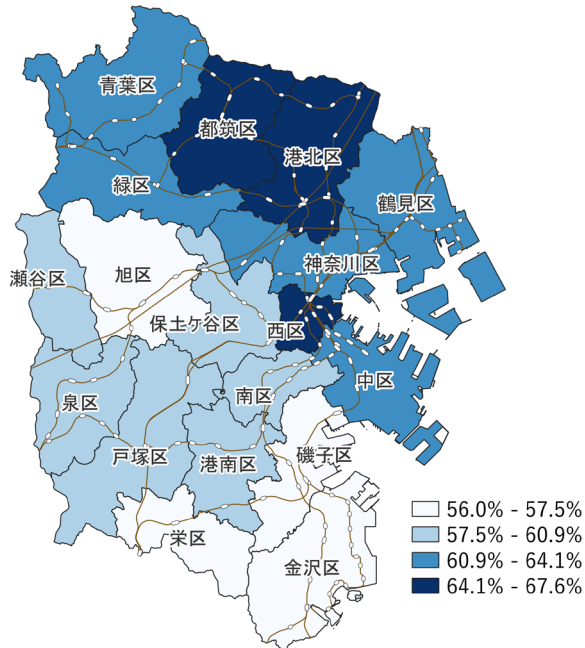 青葉区
都筑区
港北区
緑区
鶴見区
瀬谷区
旭区
神奈川区
保土ケ谷区
西区
泉区
南区
中区
戸塚区
港南区
磯子区
栄区
金沢区
56.0% - 57.5%
57.5% - 60.9%
60.9% - 64.1%
64.1% - 67.6%